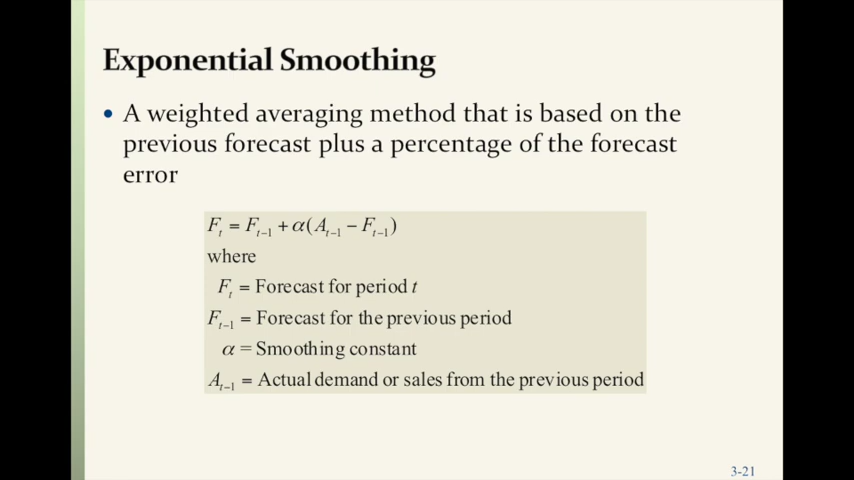 Exponential Smoothing
• A weighted averaging method that is based on the
previous forecast plus a percentage of the forecast
error
Fₜ = Fₜ₋₁ + α(Aₜ₋₁ − Fₜ₋₁)
where
Fₜ = Forecast for period t
Fₜ₋₁ = Forecast for the previous period
α = Smoothing constant
Aₜ₋₁ = Actual demand or sales from the previous period
3-21